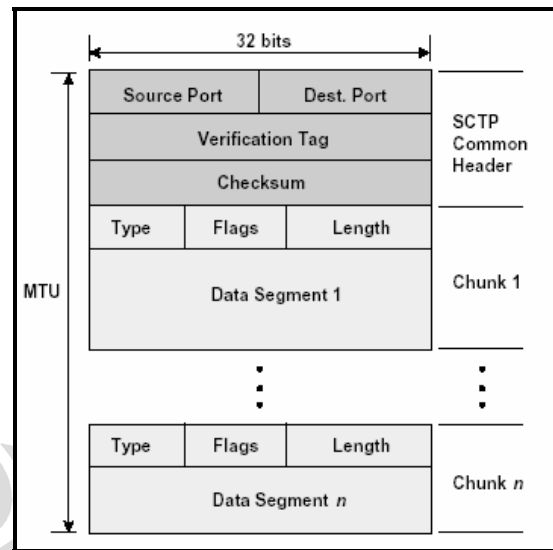 32 bits
Source Port Dest. Port
Verification Tag
Checksum
SCTP
Common
Header
Type Flags Length
Data Segment 1
Chunk 1
MTU
Type Flags Length
Data Segment n
Chunk n